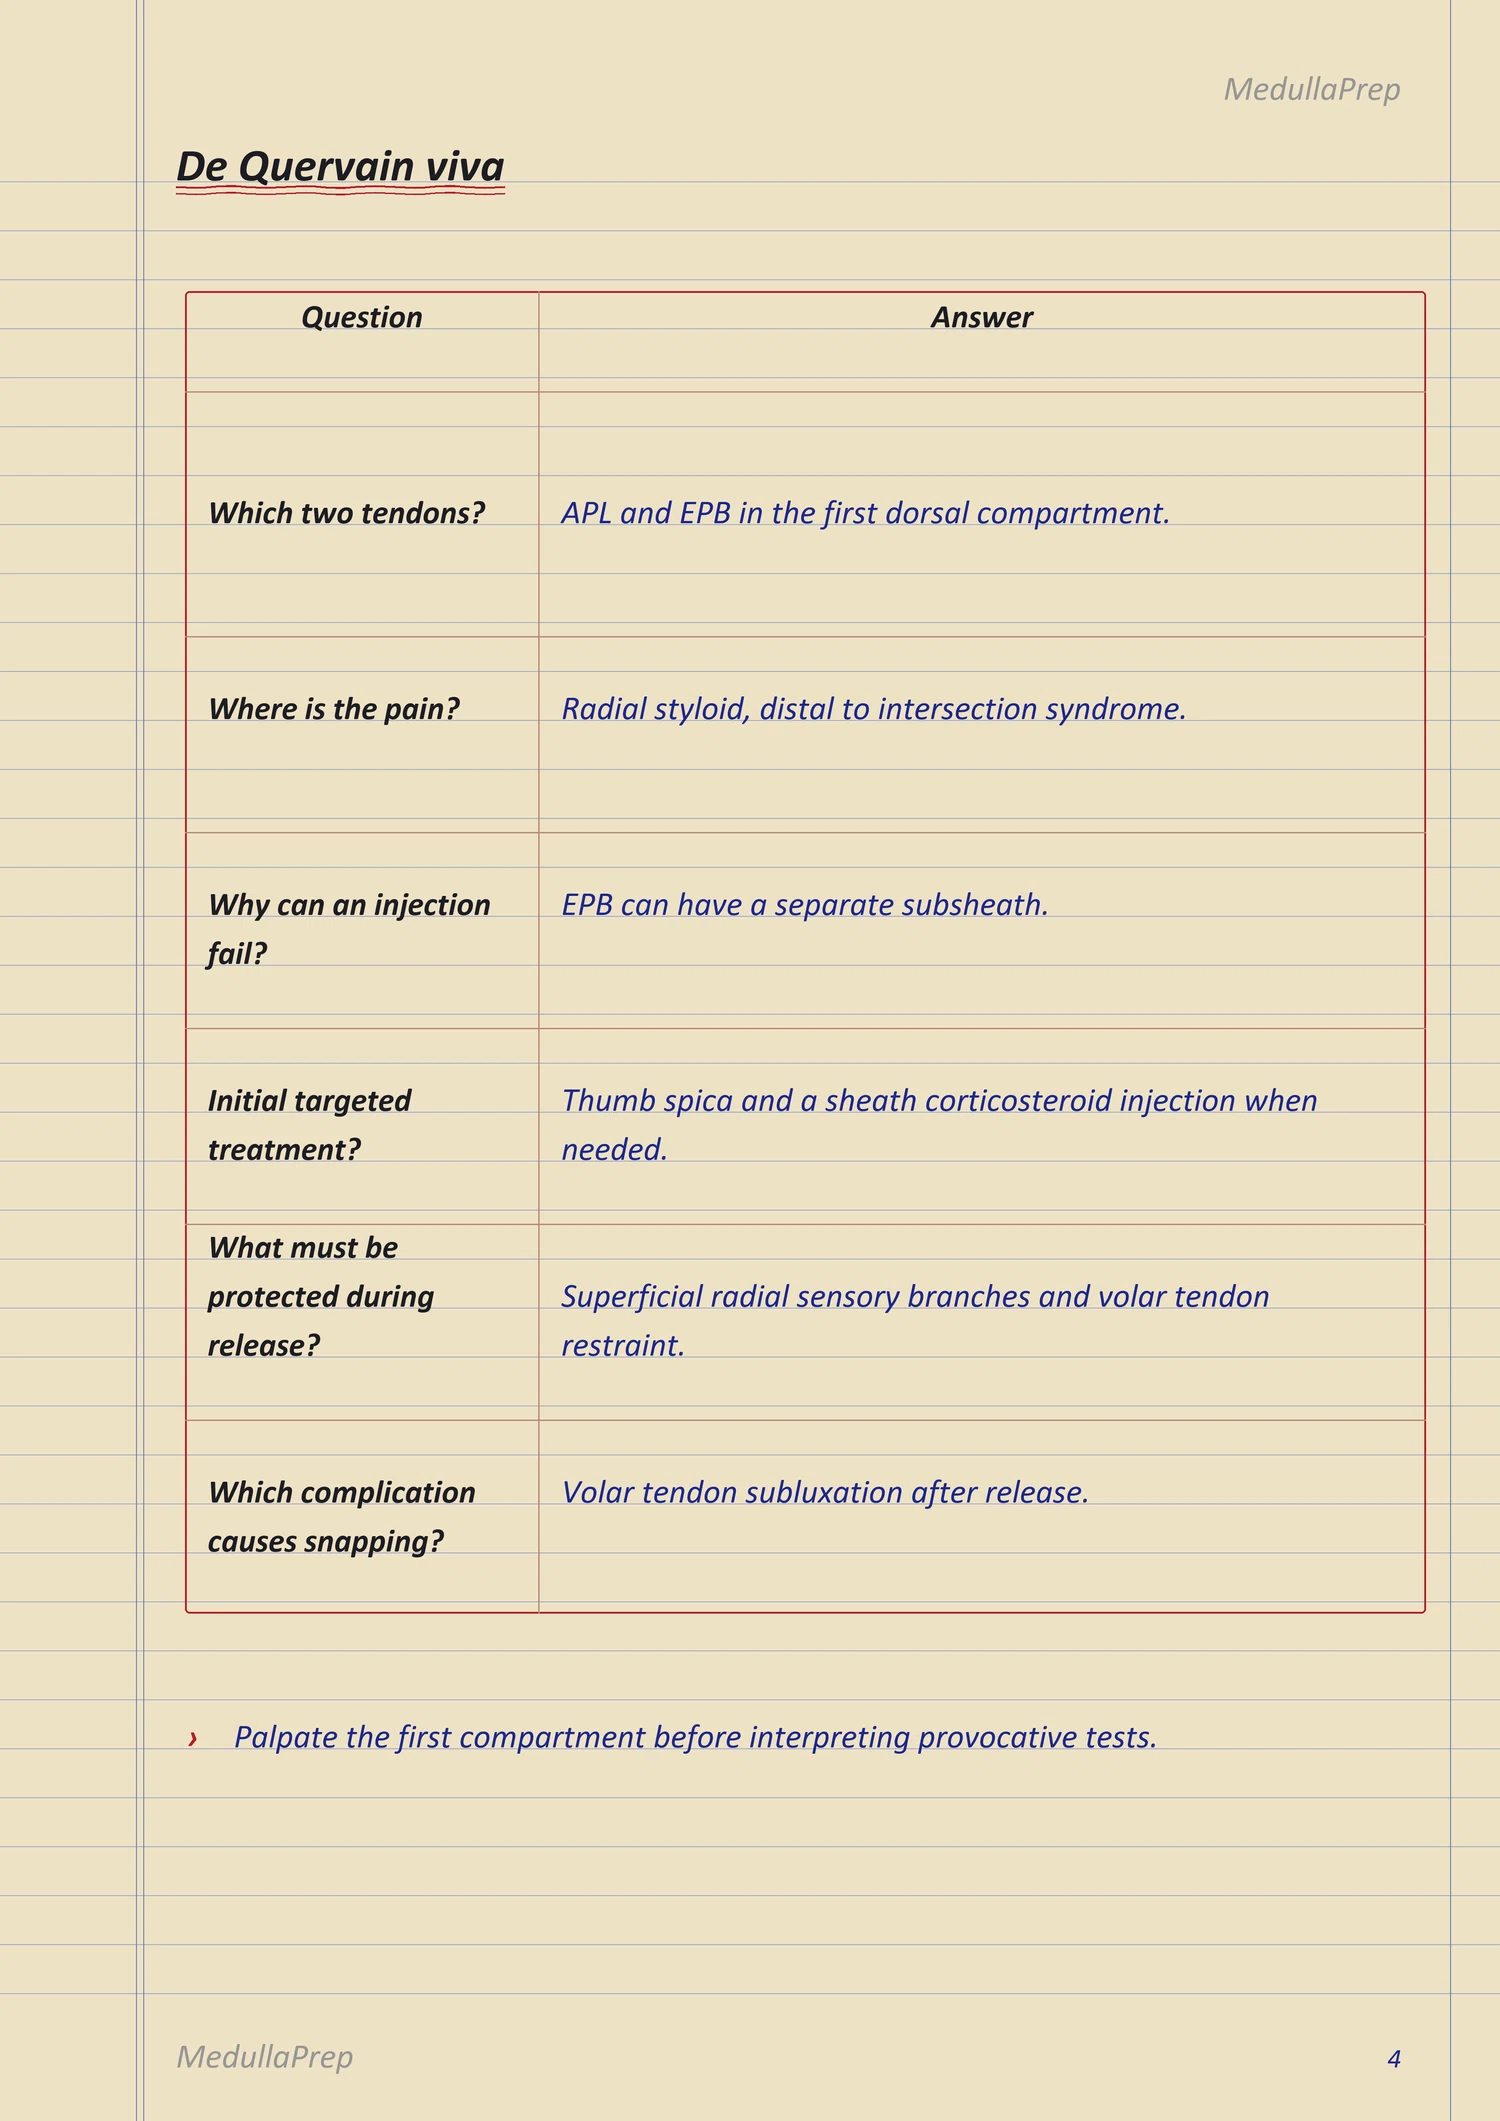 MedullaPrep
De Quervain viva
Question Answer
Which two tendons? APL and EPB in the first dorsal compartment.
Where is the pain? Radial styloid, distal to intersection syndrome.
Why can an injection EPB can have a separate subsheath.
fail?
Initial targeted Thumb spica and a sheath corticosteroid injection when
treatment? needed.
What must be
protected during Superficial radial sensory branches and volar tendon
release? restraint.
Which complication Volar tendon subluxation after release.
causes snapping?
› Palpate the first compartment before interpreting provocative tests.
MedullaPrep 4